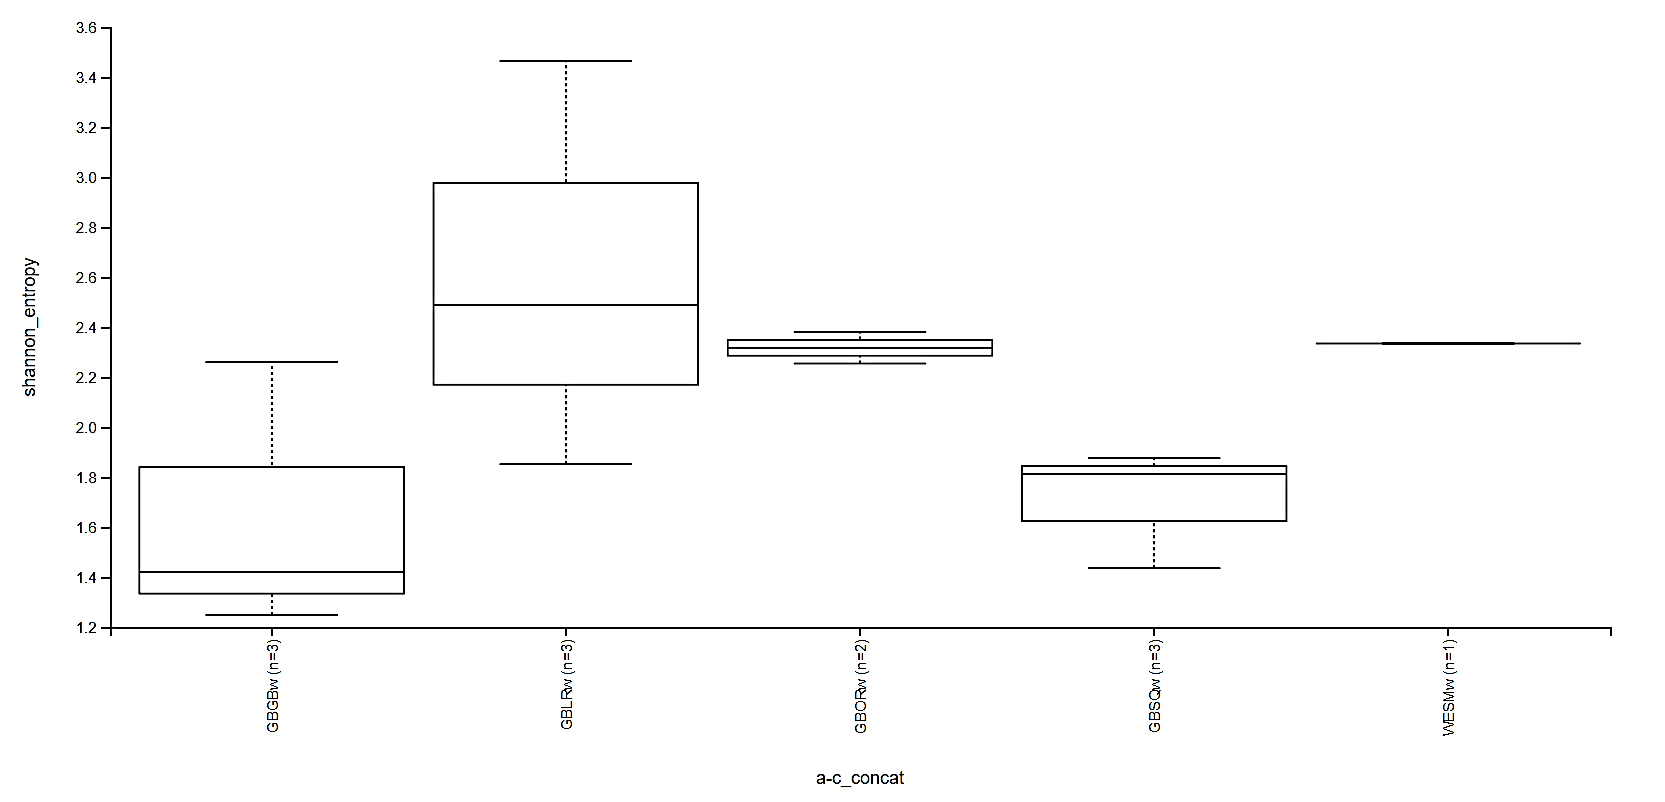 3.6
3.4
3.2
3.0
2.8
2.6
2.4
2.2
2.0
1.8
1.6
1.4
1.2
shannon_entropy
GBGBw (n=3)
GBLRw (n=3)
GBORw (n=2)
GBSQw (n=3)
WESMw (n=1)
a-c_concat